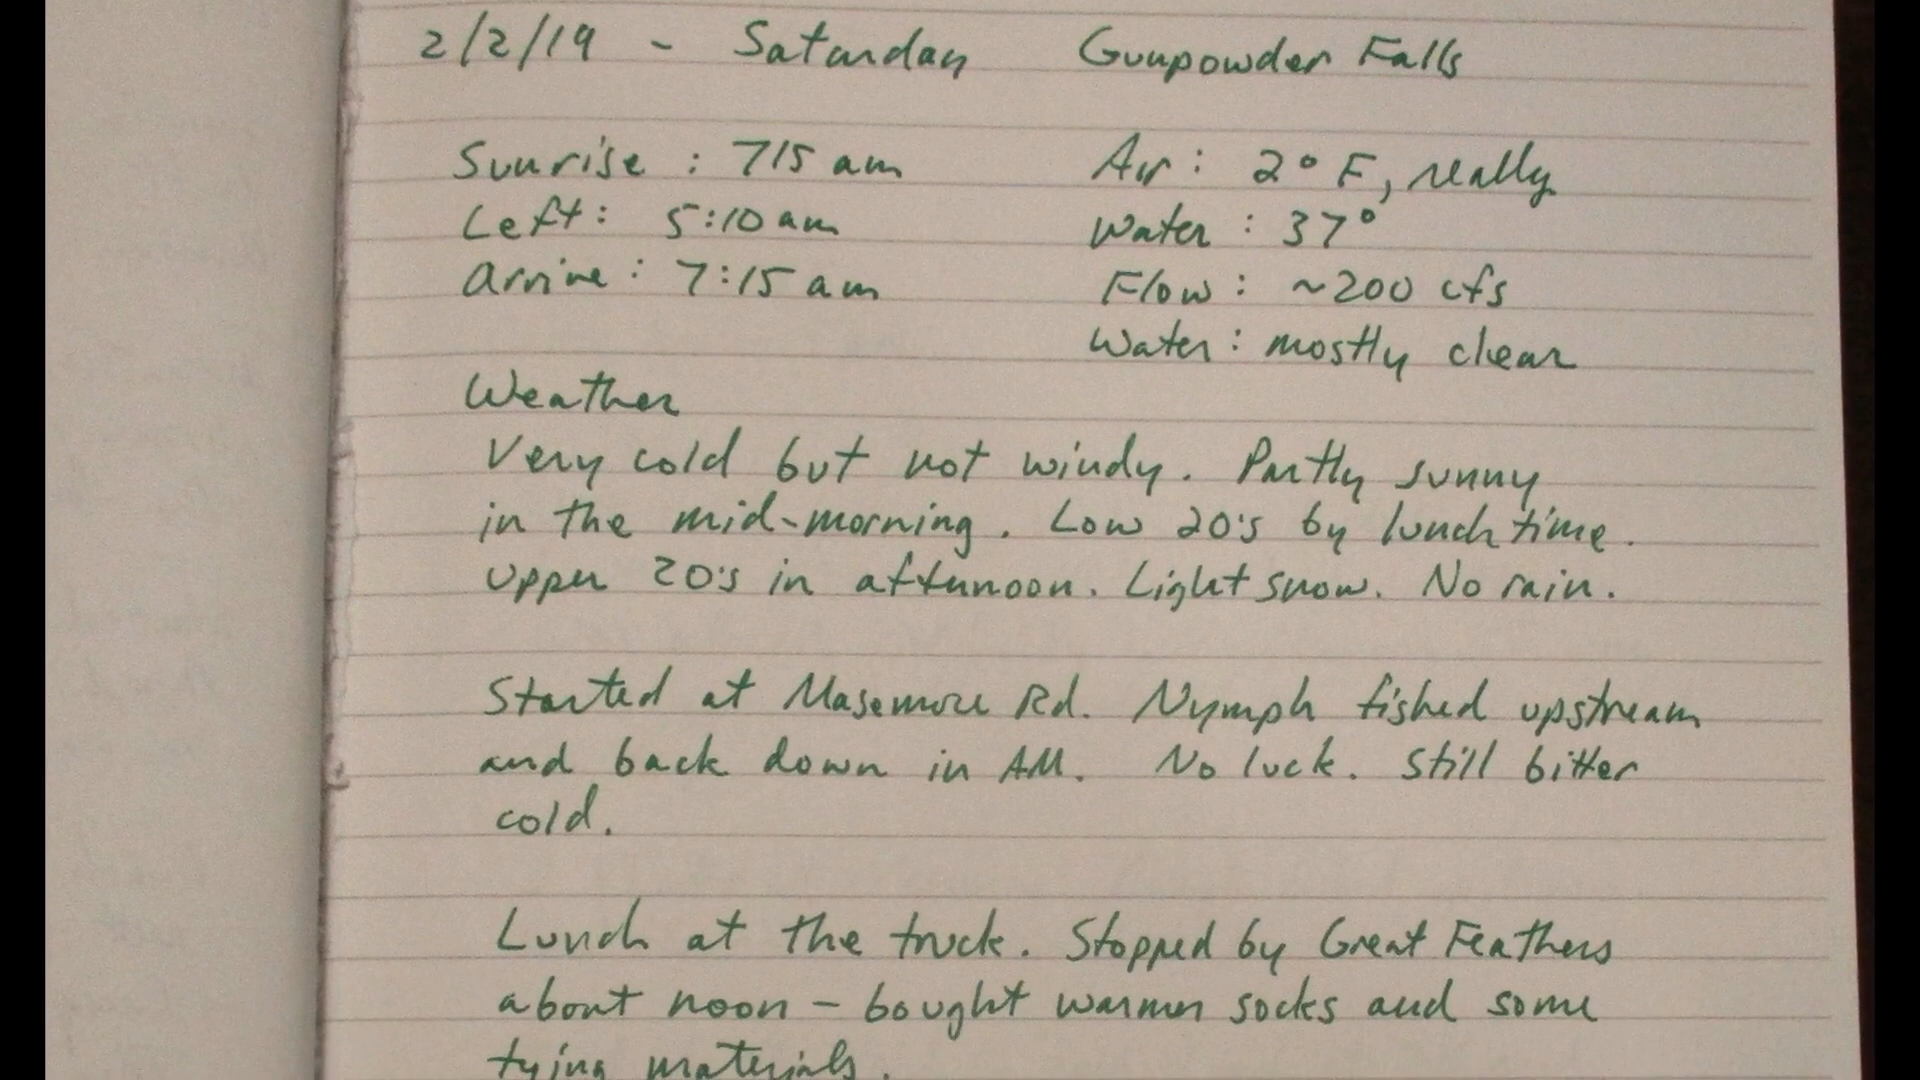 2/2/19 - Saturday Gunpowder Falls
Sunrise : 715 am Air : 2° F, really
Left : 5:10 am Water : 37°
Arrive : 7:15 am Flow : ~200 cfs
Water : mostly clear
Weather
Very cold but not windy. Partly sunny
in the mid-morning. Low 20's by lunch time.
Upper 20's in afternoon. Light snow. No rain.
Started at Masemore Rd. Nymph fished upstream
and back down in AM. No luck. Still bitter
cold.
Lunch at the truck. Stopped by Great Feathers
about noon - bought warmer socks and some
tying materials.